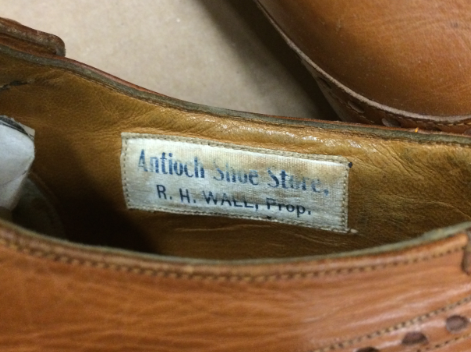 Antioch Shoe Store.
R. H. WALL, Prop.